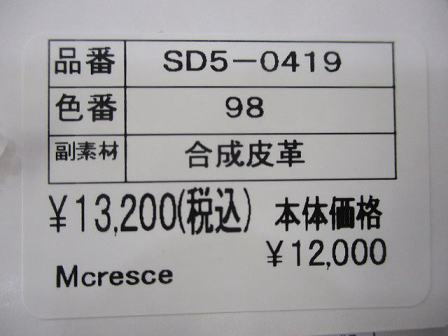 品番 SD5-0419
色番 98
副素材 合成皮革
¥13,200(税込) 本体価格
¥12,000
Mcresce